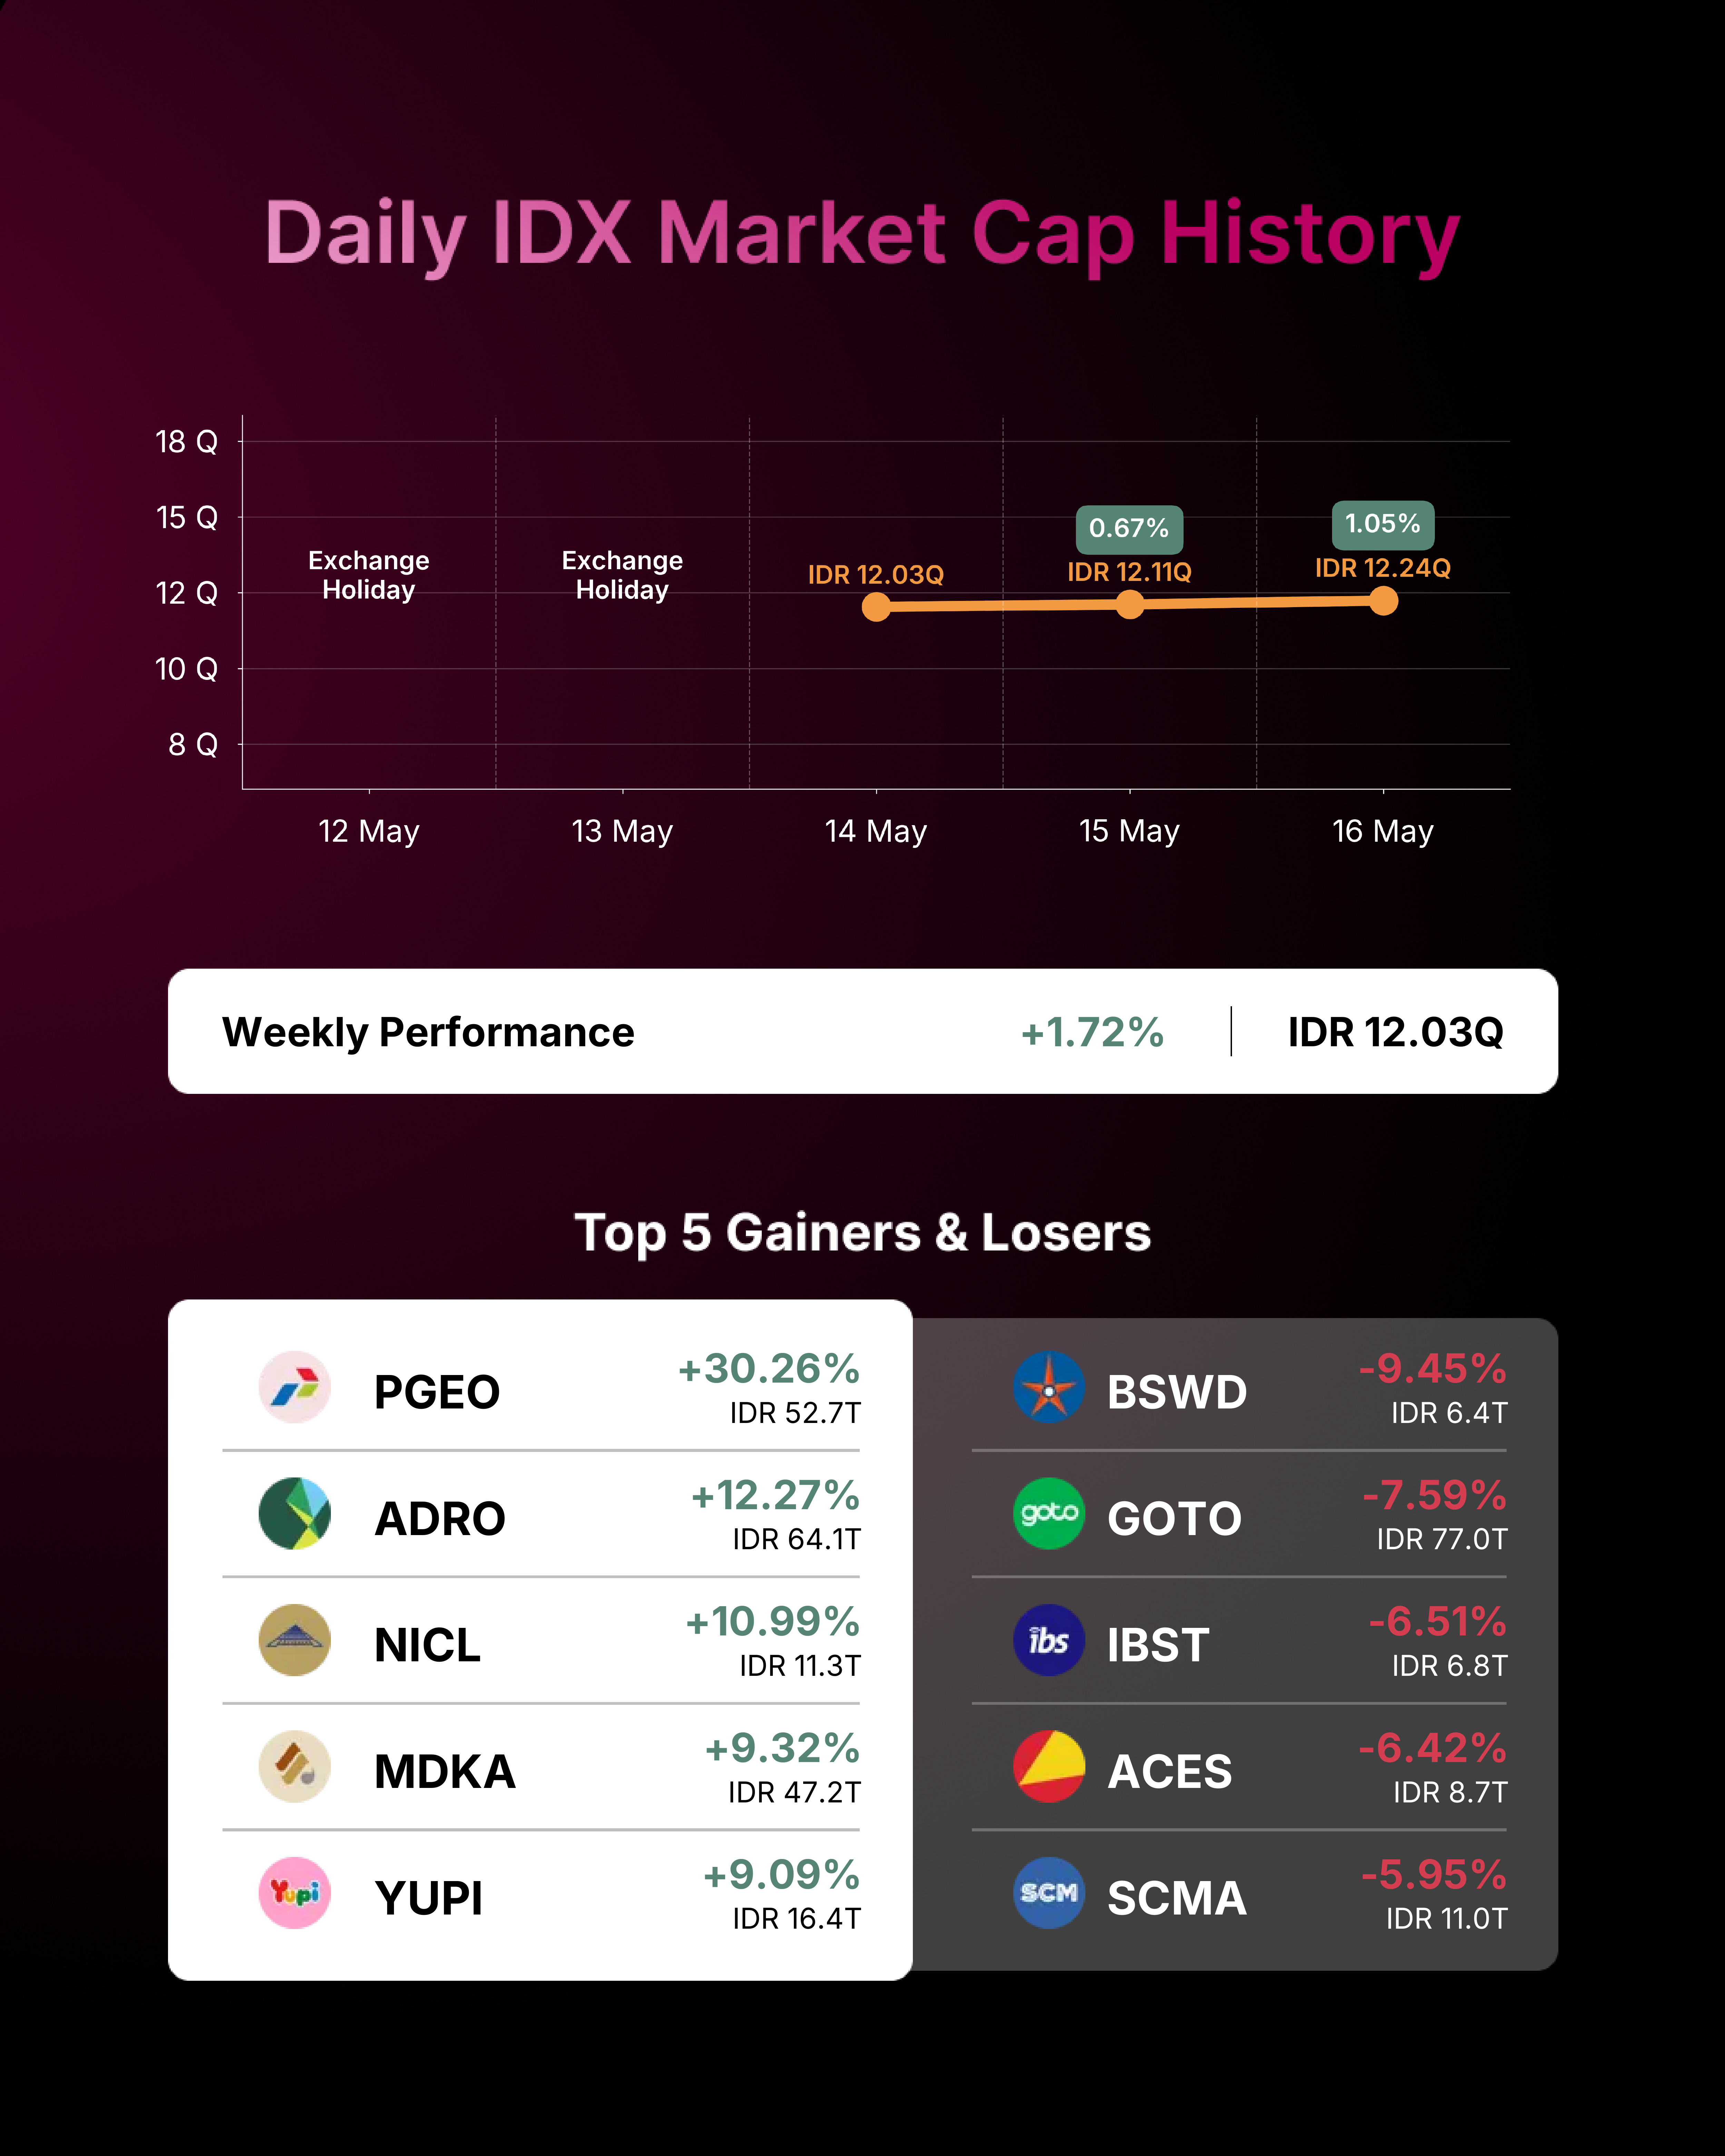 Daily IDX Market Cap History
18 Q
15 Q
12 Q
10 Q
8 Q
Exchange
Holiday
Exchange
Holiday
IDR 12.03Q
0.67%
IDR 12.11Q
1.05%
IDR 12.24Q
12 May
13 May
14 May
15 May
16 May
Weekly Performance +1.72% IDR 12.03Q
Top 5 Gainers & Losers
PGEO +30.26%
IDR 52.7T
ADRO +12.27%
IDR 64.1T
NICL +10.99%
IDR 11.3T
MDKA +9.32%
IDR 47.2T
Yupi YUPI +9.09%
IDR 16.4T
BSWD -9.45%
IDR 6.4T
goto GOTO -7.59%
IDR 77.0T
ibs IBST -6.51%
IDR 6.8T
ACES -6.42%
IDR 8.7T
SCM SCMA -5.95%
IDR 11.0T